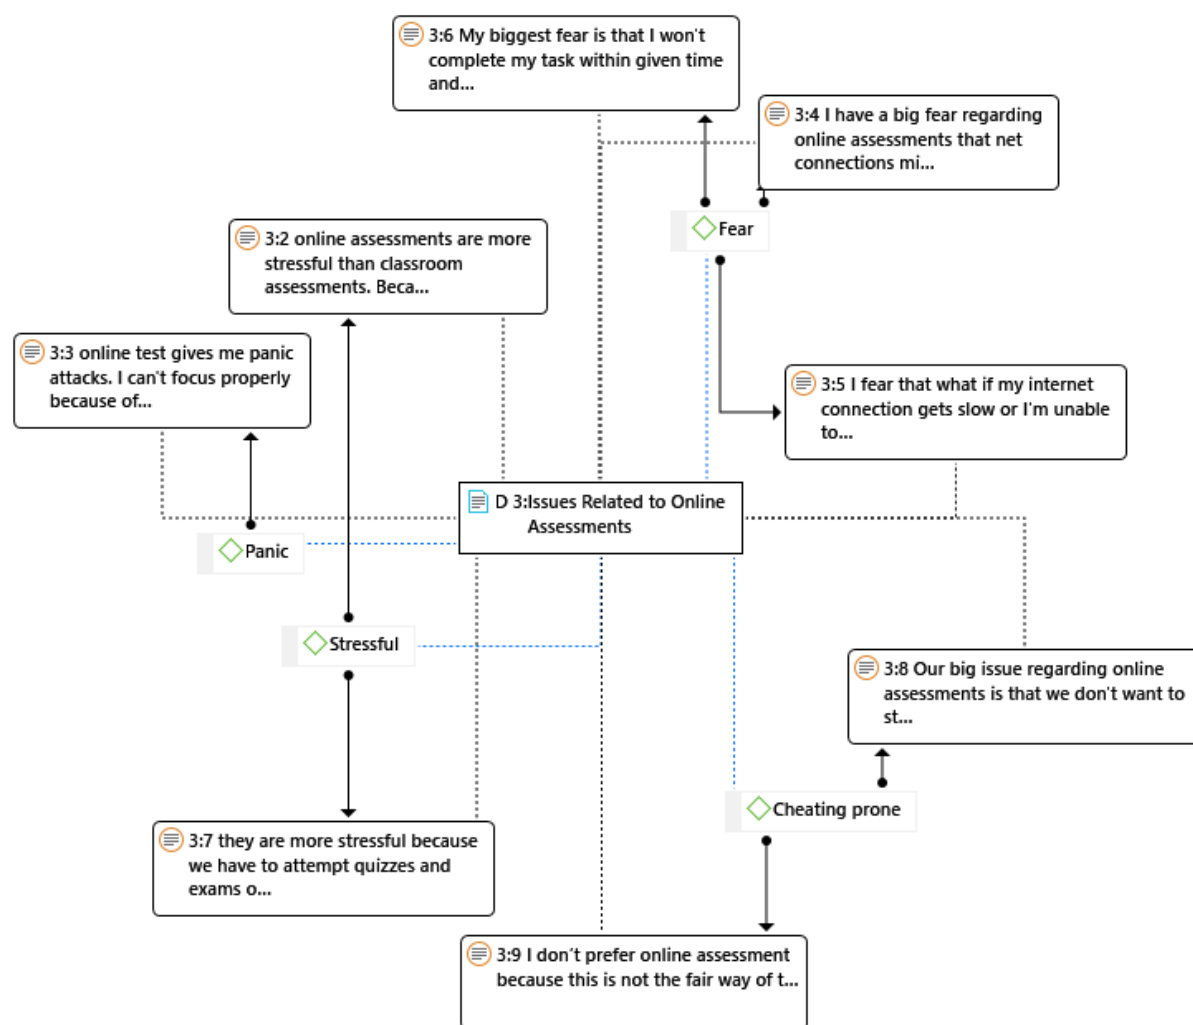 3:6 My biggest fear is that I won't
complete my task within given time
and...
3:4 I have a big fear regarding
online assessments that net
connections mi...
Fear
3:2 online assessments are more
stressful than classroom
assessments. Beca...
3:3 online test gives me panic
attacks. I can't focus properly
because of...
3:5 I fear that what if my internet
connection gets slow or I'm unable
to...
D 3:Issues Related to Online
Assessments
Panic
Stressful
3:8 Our big issue regarding online
assessments is that we don't want to
st...
Cheating prone
3:7 they are more stressful because
we have to attempt quizzes and
exams o...
3:9 I don't prefer online assessment
because this is not the fair way of t...